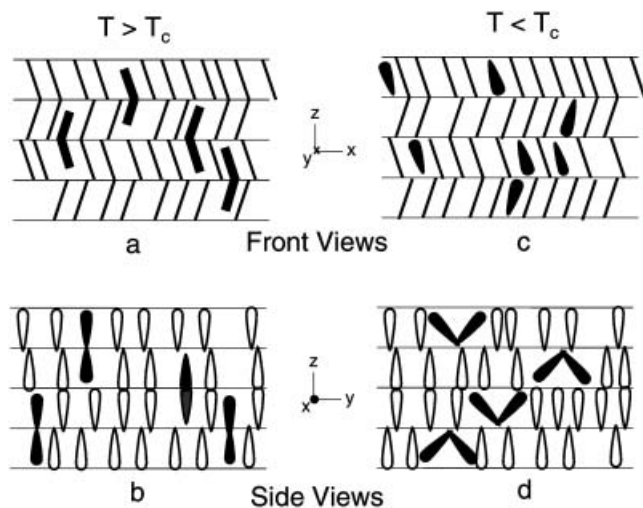 T > Tc
T < Tc
z
y x
a
Front Views
c
z
x y
b
Side Views
d